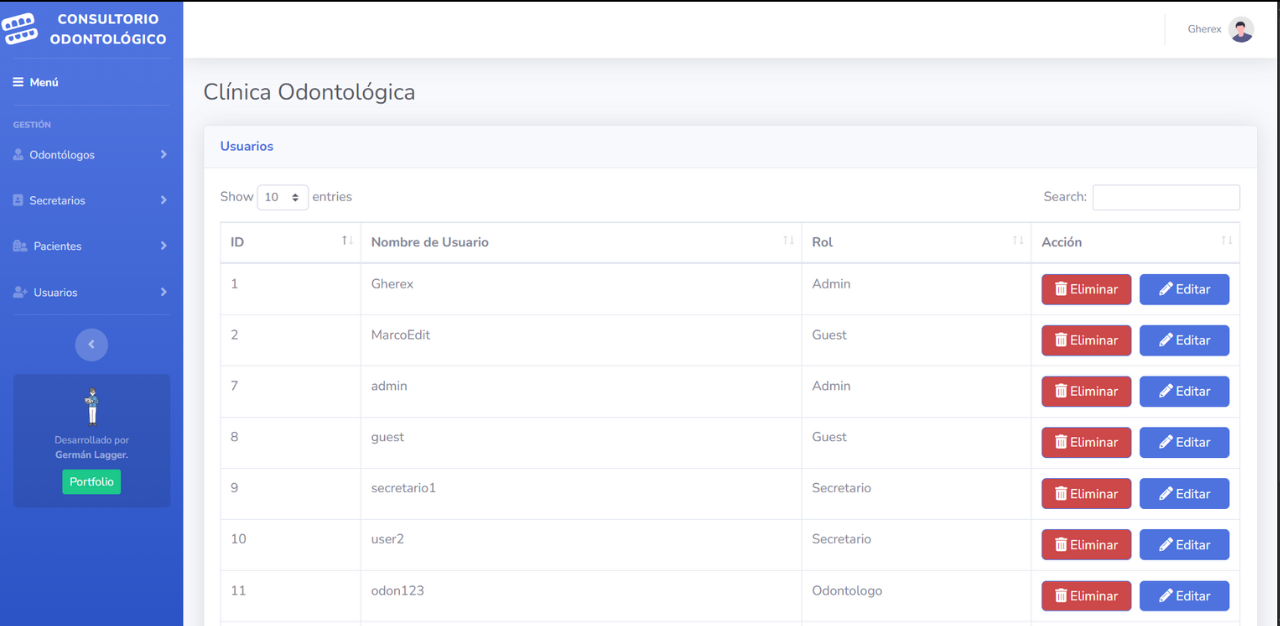 CONSULTORIO
ODONTOLÓGICO
Gherex
Menú
Clínica Odontológica
GESTIÓN
Odontólogos
Secretarios
Pacientes
Usuarios
Desarrollado por
Germán Lagger.
Portfolio
Usuarios
Show 10 entries Search:
ID Nombre de Usuario Rol Acción
1 Gherex Admin Eliminar Editar
2 MarcoEdit Guest Eliminar Editar
7 admin Admin Eliminar Editar
8 guest Guest Eliminar Editar
9 secretario1 Secretario Eliminar Editar
10 user2 Secretario Eliminar Editar
11 odon123 Odontologo Eliminar Editar